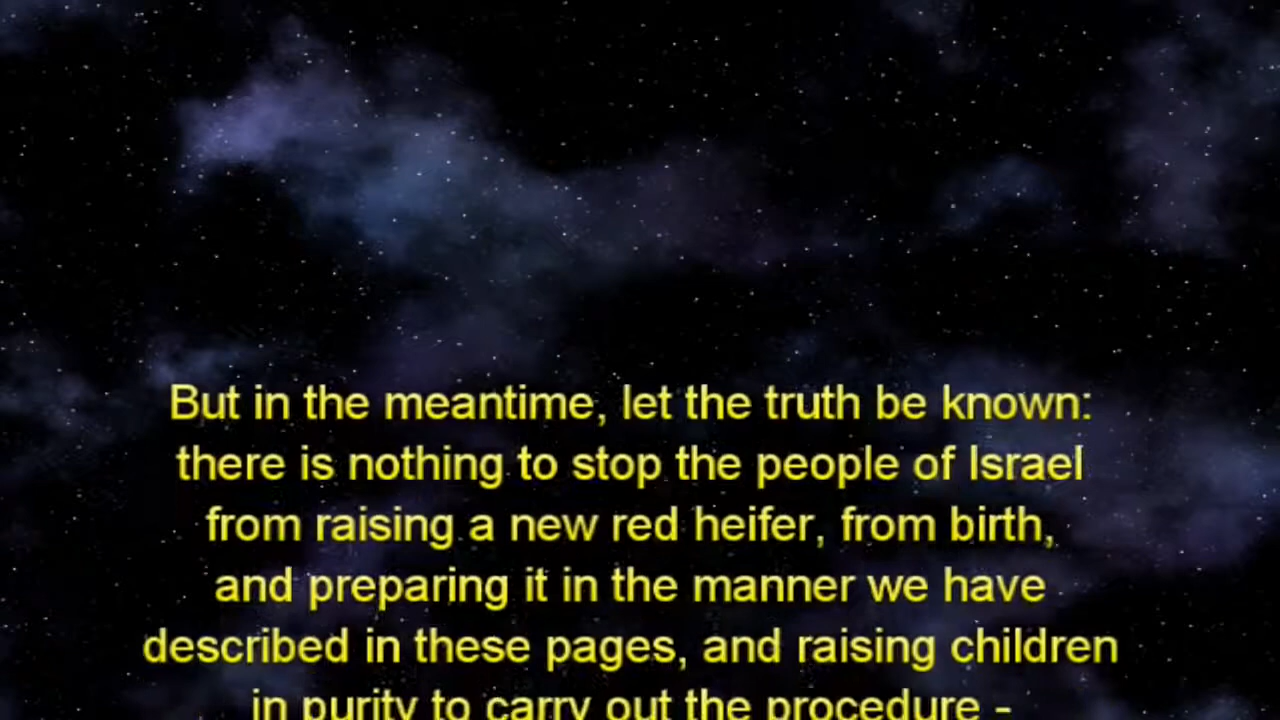 But in the meantime, let the truth be known:
there is nothing to stop the people of Israel
from raising a new red heifer, from birth,
and preparing it in the manner we have
described in these pages, and raising children
in purity to carry out the procedure -